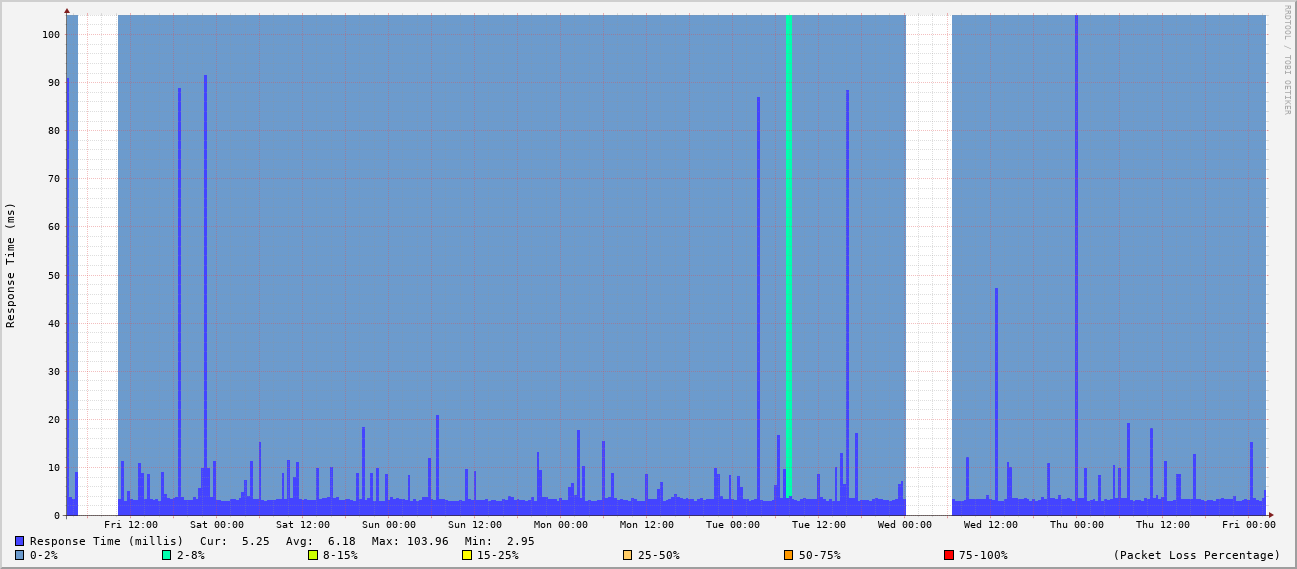 RRDTOOL / TOBI OETIKER
Response Time (ms)
100
90
80
70
60
50
40
30
20
10
0
Fri 12:00 Sat 00:00 Sat 12:00 Sun 00:00 Sun 12:00 Mon 00:00 Mon 12:00 Tue 00:00 Tue 12:00 Wed 00:00 Wed 12:00 Thu 00:00 Thu 12:00 Fri 00:00
Response Time (millis) Cur: 5.25 Avg: 6.18 Max: 103.96 Min: 2.95
0-2% 2-8% 8-15% 15-25% 25-50% 50-75% 75-100% (Packet Loss Percentage)